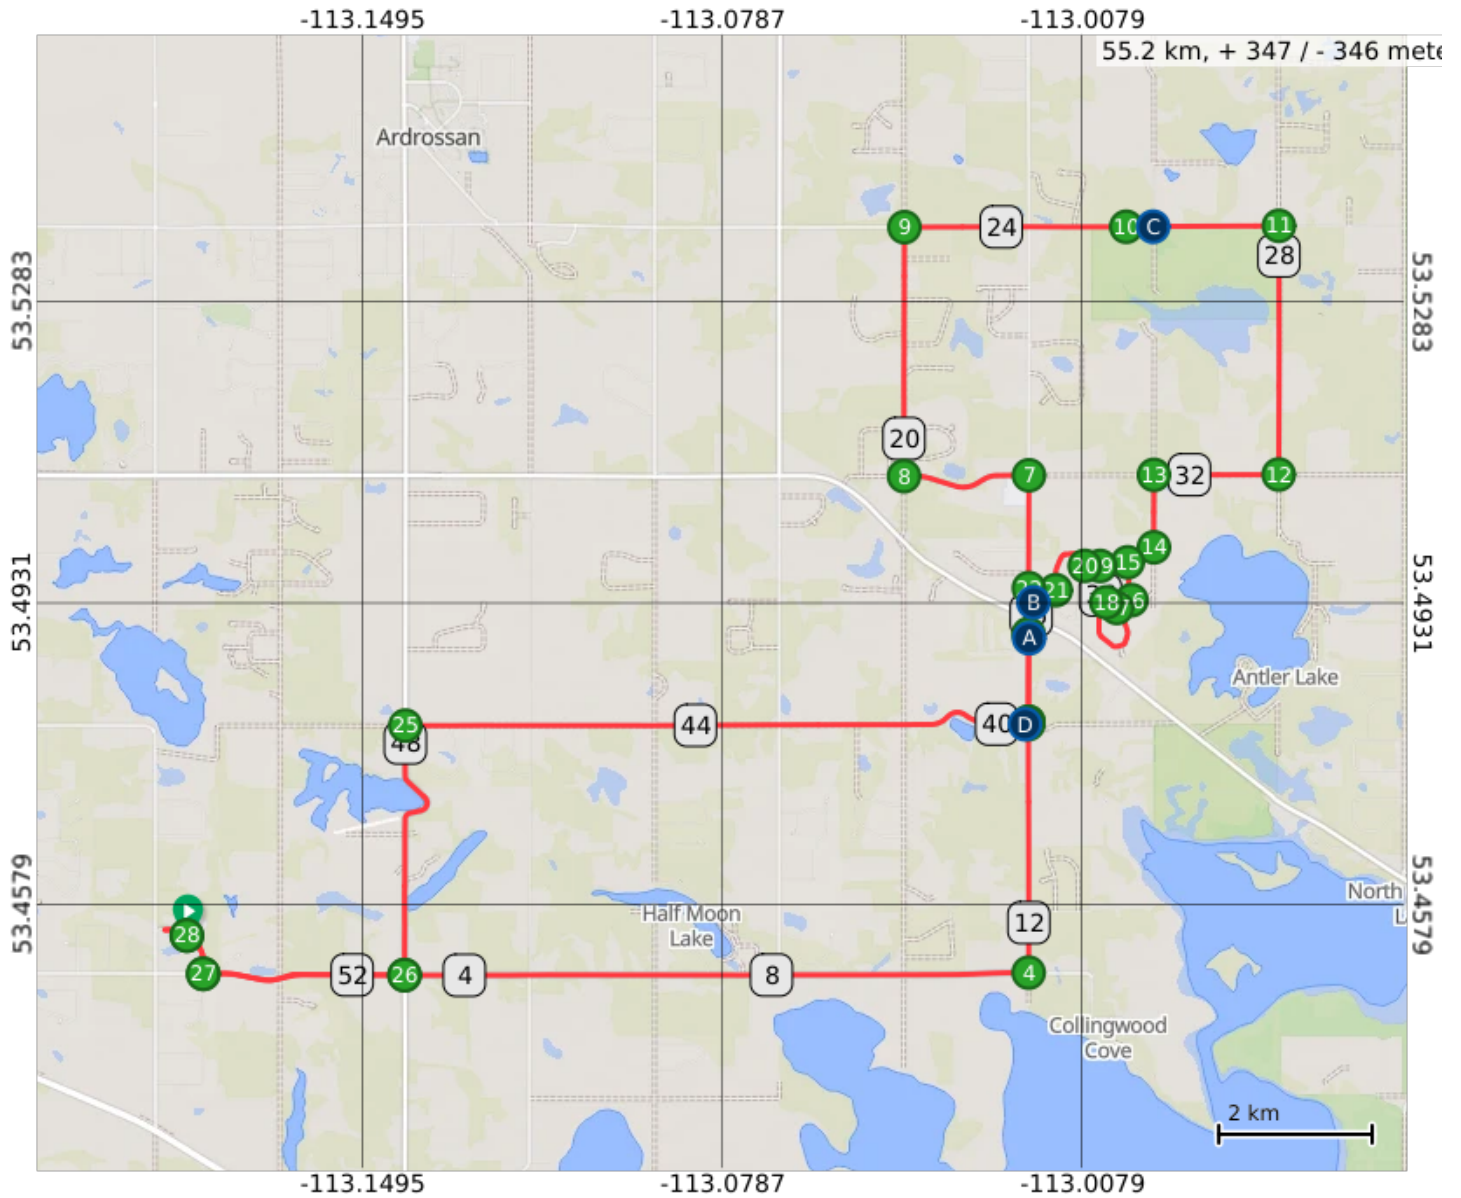 -113.1495 -113.0787 -113.0079
55.2 km, + 347 / - 346 mete
Ardrossan
9 24 10 C 11
28
53.5283 53.5283
20
8 7 13 32 12
14
20 9 15
21
53.4931 B 18 6 53.4931
A
Antler Lake
25 44 40 D
48
53.4579 53.4579
North
L
Half Moon
Lake
12
28
27 52 26 4 8 4
Collingwood
Cove
2 km
-113.1495 -113.0787 -113.0079